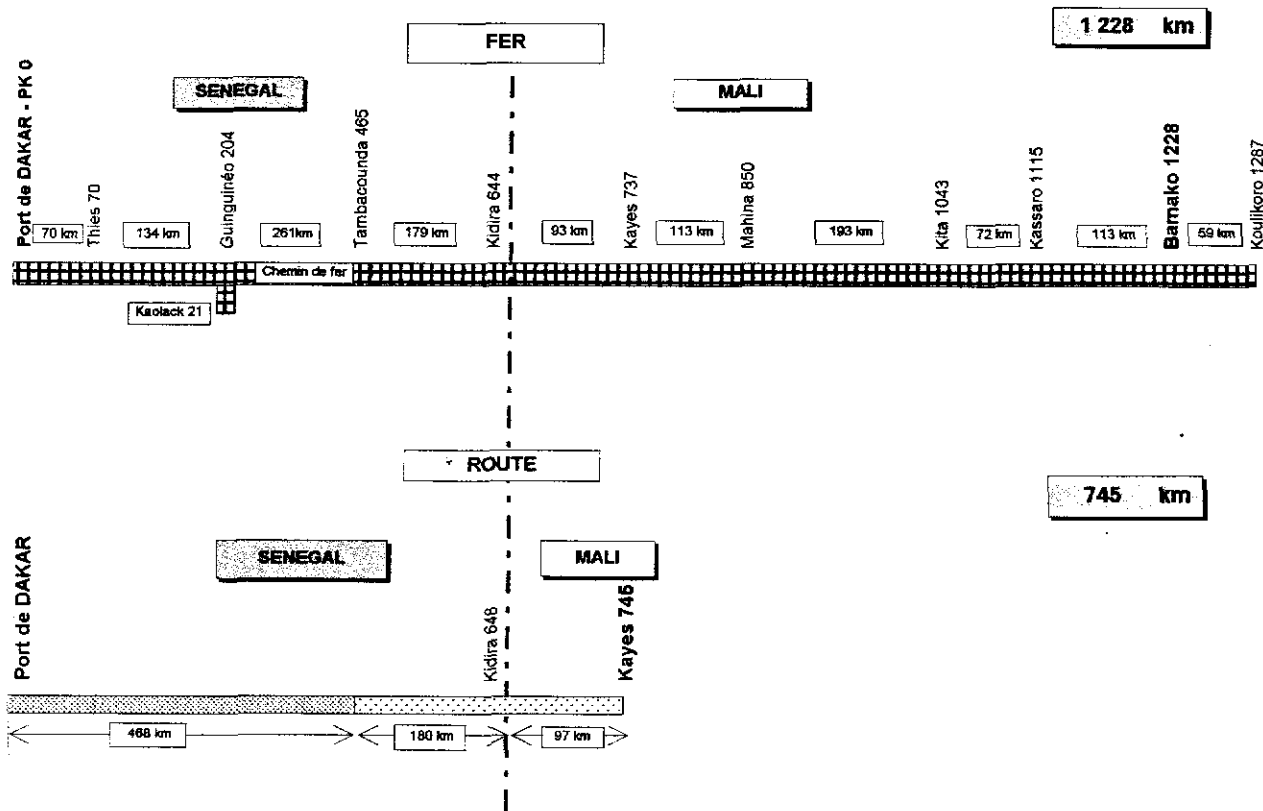 FER
1 228 km
SENEGAL
MALI
Port de DAKAR - PK 0
Thies 70
Guinguinéo 204
Tambacounda 465
Kidira 644
Kayes 737
Mahina 850
Kita 1043
Kassaro 1115
Bamako 1228
Koulikoro 1287
70 km
134 km
261km
179 km
93 km
113 km
193 km
72 km
113 km
59 km
Chemin de fer
Kaolack 21
ROUTE
745 km
SENEGAL
MALI
Port de DAKAR
Kidira 648
Kayes 745
468 km
180 km
97 km